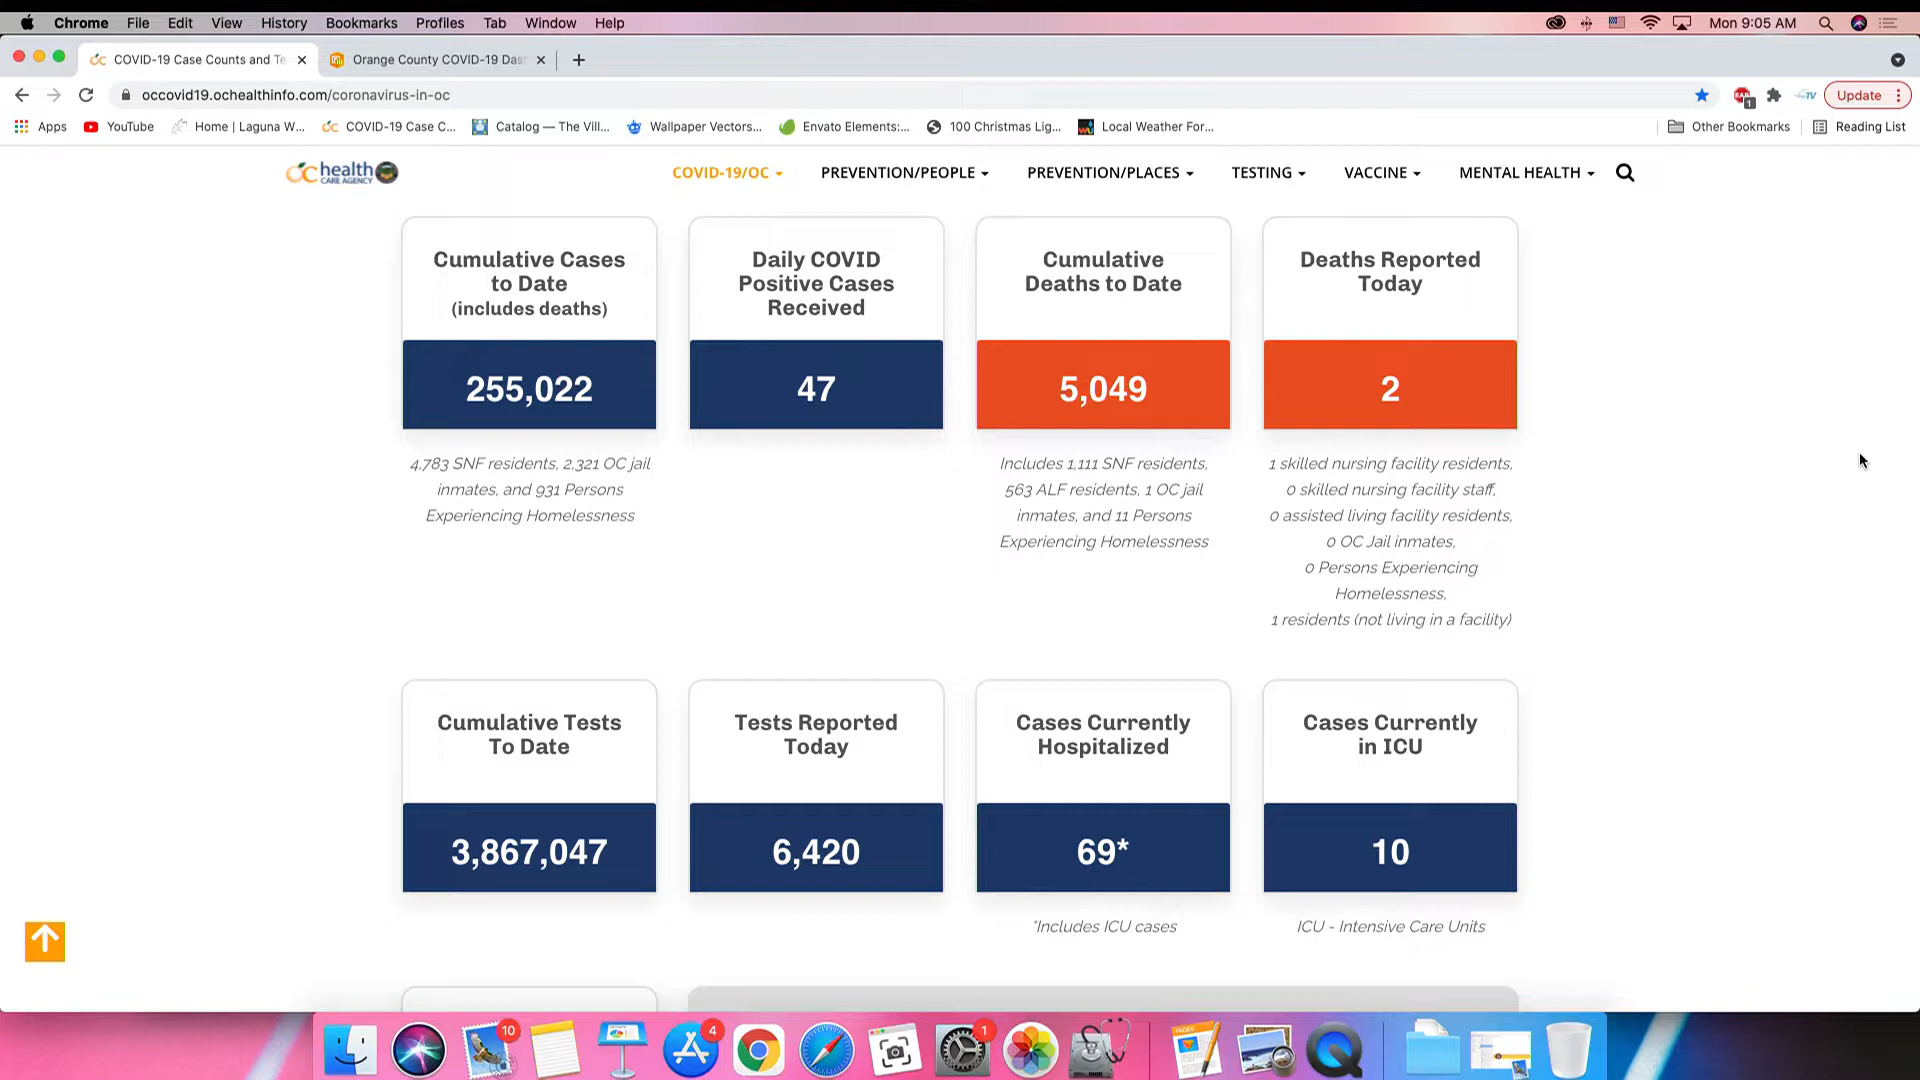 Chrome File Edit View History Bookmarks Profiles Tab Window Help Mon 9:05 AM
COVID-19 Case Counts and Te Orange County COVID-19 Das
occovid19.ochealthinfo.com/coronavirus-in-oc 1 TV Update
Apps YouTube Home | Laguna W... COVID-19 Case C... Catalog — The Vill... Wallpaper Vectors... Envato Elements:... 100 Christmas Lig... Local Weather For... Other Bookmarks Reading List
OC health CARE AGENCY COVID-19/OC PREVENTION/PEOPLE PREVENTION/PLACES TESTING VACCINE MENTAL HEALTH
Cumulative Cases
to Date
(includes deaths)
255,022
4,783 SNF residents, 2,321 OC jail
inmates, and 931 Persons
Experiencing Homelessness
Daily COVID
Positive Cases
Received
47
Cumulative
Deaths to Date
5,049
Includes 1,111 SNF residents,
563 ALF residents, 1 OC jail
inmates, and 11 Persons
Experiencing Homelessness
Deaths Reported
Today
2
1 skilled nursing facility residents,
0 skilled nursing facility staff,
0 assisted living facility residents,
0 OC Jail inmates,
0 Persons Experiencing
Homelessness,
1 residents (not living in a facility)
Cumulative Tests
To Date
3,867,047
Tests Reported
Today
6,420
Cases Currently
Hospitalized
69*
*Includes ICU cases
Cases Currently
in ICU
10
ICU - Intensive Care Units
10 4 1 PAGES